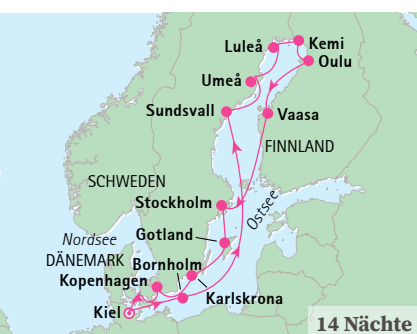 Luleå
Kemi
Oulu
Umeå
Sundsvall
Vaasa
FINNLAND
SCHWEDEN
Stockholm
Ostsee
Gotland
Nordsee
DÄNEMARK
Bornholm
Kopenhagen
Karlskrona
Kiel
14 Nächte